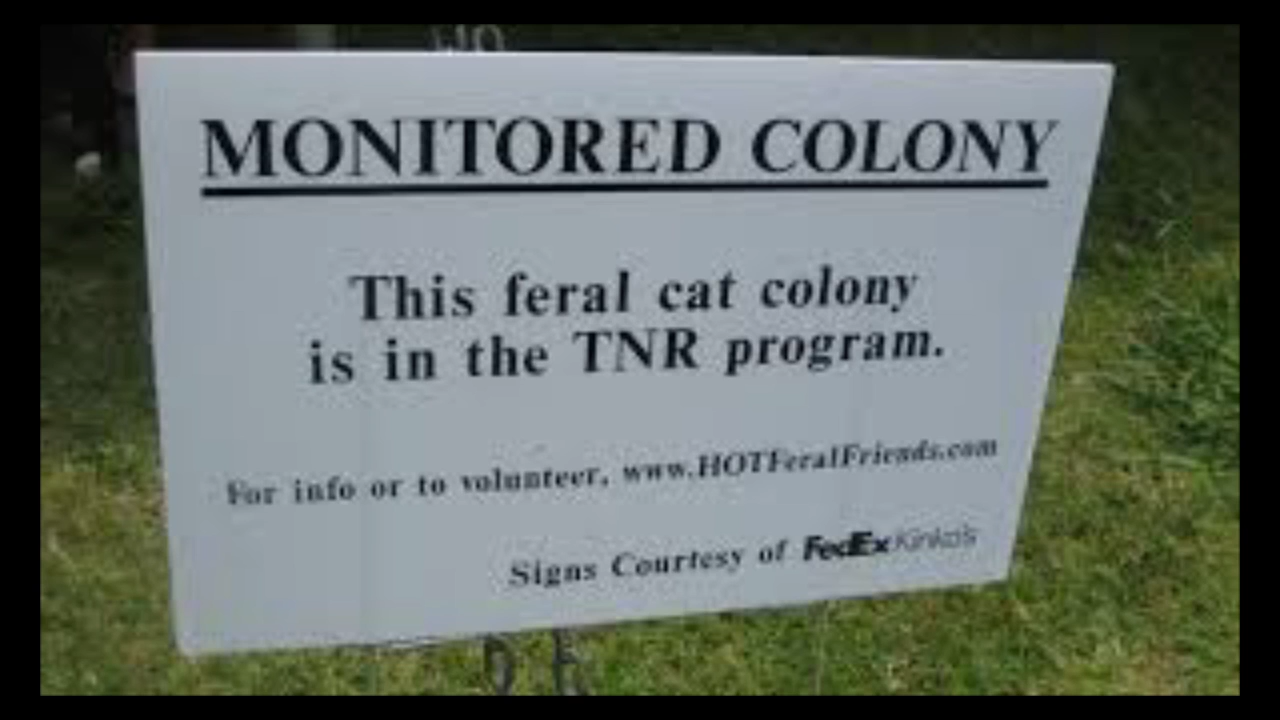 MONITORED COLONY
This feral cat colony
is in the TNR program.
For info or to volunteer, www.HOTFeralFriends.com
Signs Courtesy of FedEx Kinko's